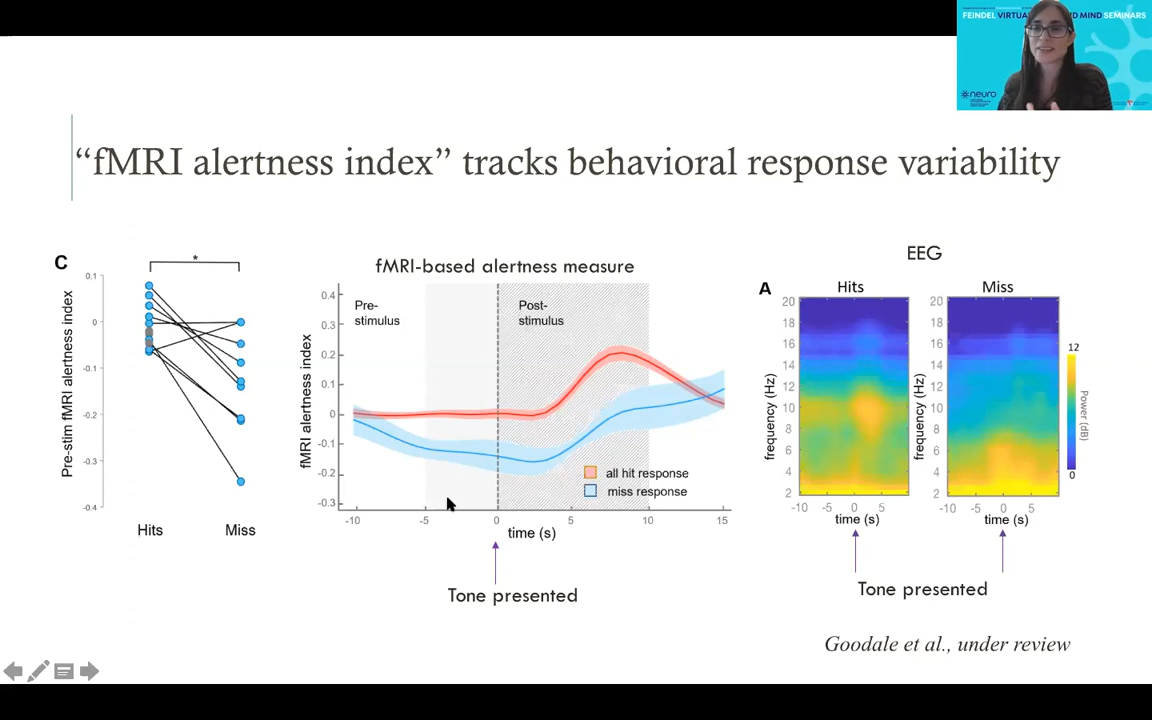 FEINDEL VIRTUA D MIND SEMINARS
neuro
“fMRI alertness index” tracks behavioral response variability
C
*
Pre-stim fMRI alertness index
0.1
0
-0.1
-0.2
-0.3
-0.4
Hits
Miss
fMRI-based alertness measure
fMRI alertness index
0.4
0.3
0.2
0.1
0
-0.1
-0.2
-0.3
Pre-
stimulus
Post-
stimulus
all hit response
miss response
-10
-5
0
5
10
15
time (s)
Tone presented
EEG
A
Hits
Miss
frequency (Hz)
20
18
16
14
12
10
8
6
4
2
-10
-5
0
5
time (s)
frequency (Hz)
20
18
16
14
12
10
8
6
4
2
-10
-5
0
5
time (s)
12
Power (dB)
0
Tone presented
Goodale et al., under review